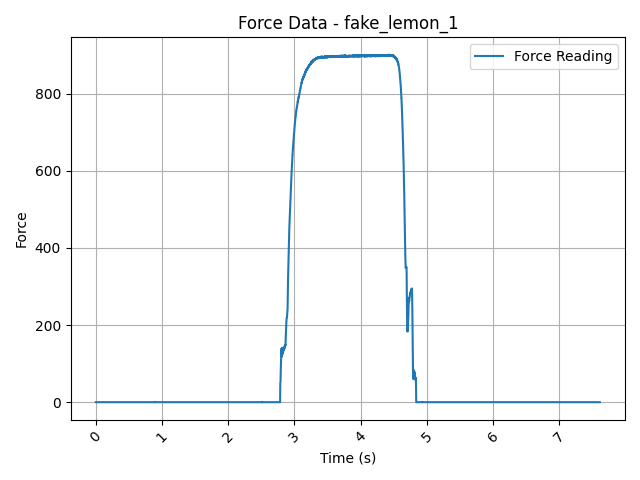 Force Data - fake_lemon_1
Force Reading
Force
800
600
400
200
0
0 1 2 3 4 5 6 7
Time (s)